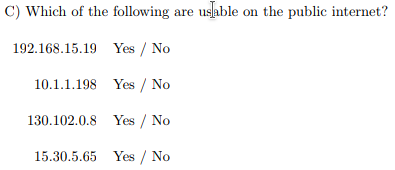 C) Which of the following are usable on the public internet?
192.168.15.19 Yes / No
10.1.1.198 Yes / No
130.102.0.8 Yes / No
15.30.5.65 Yes / No